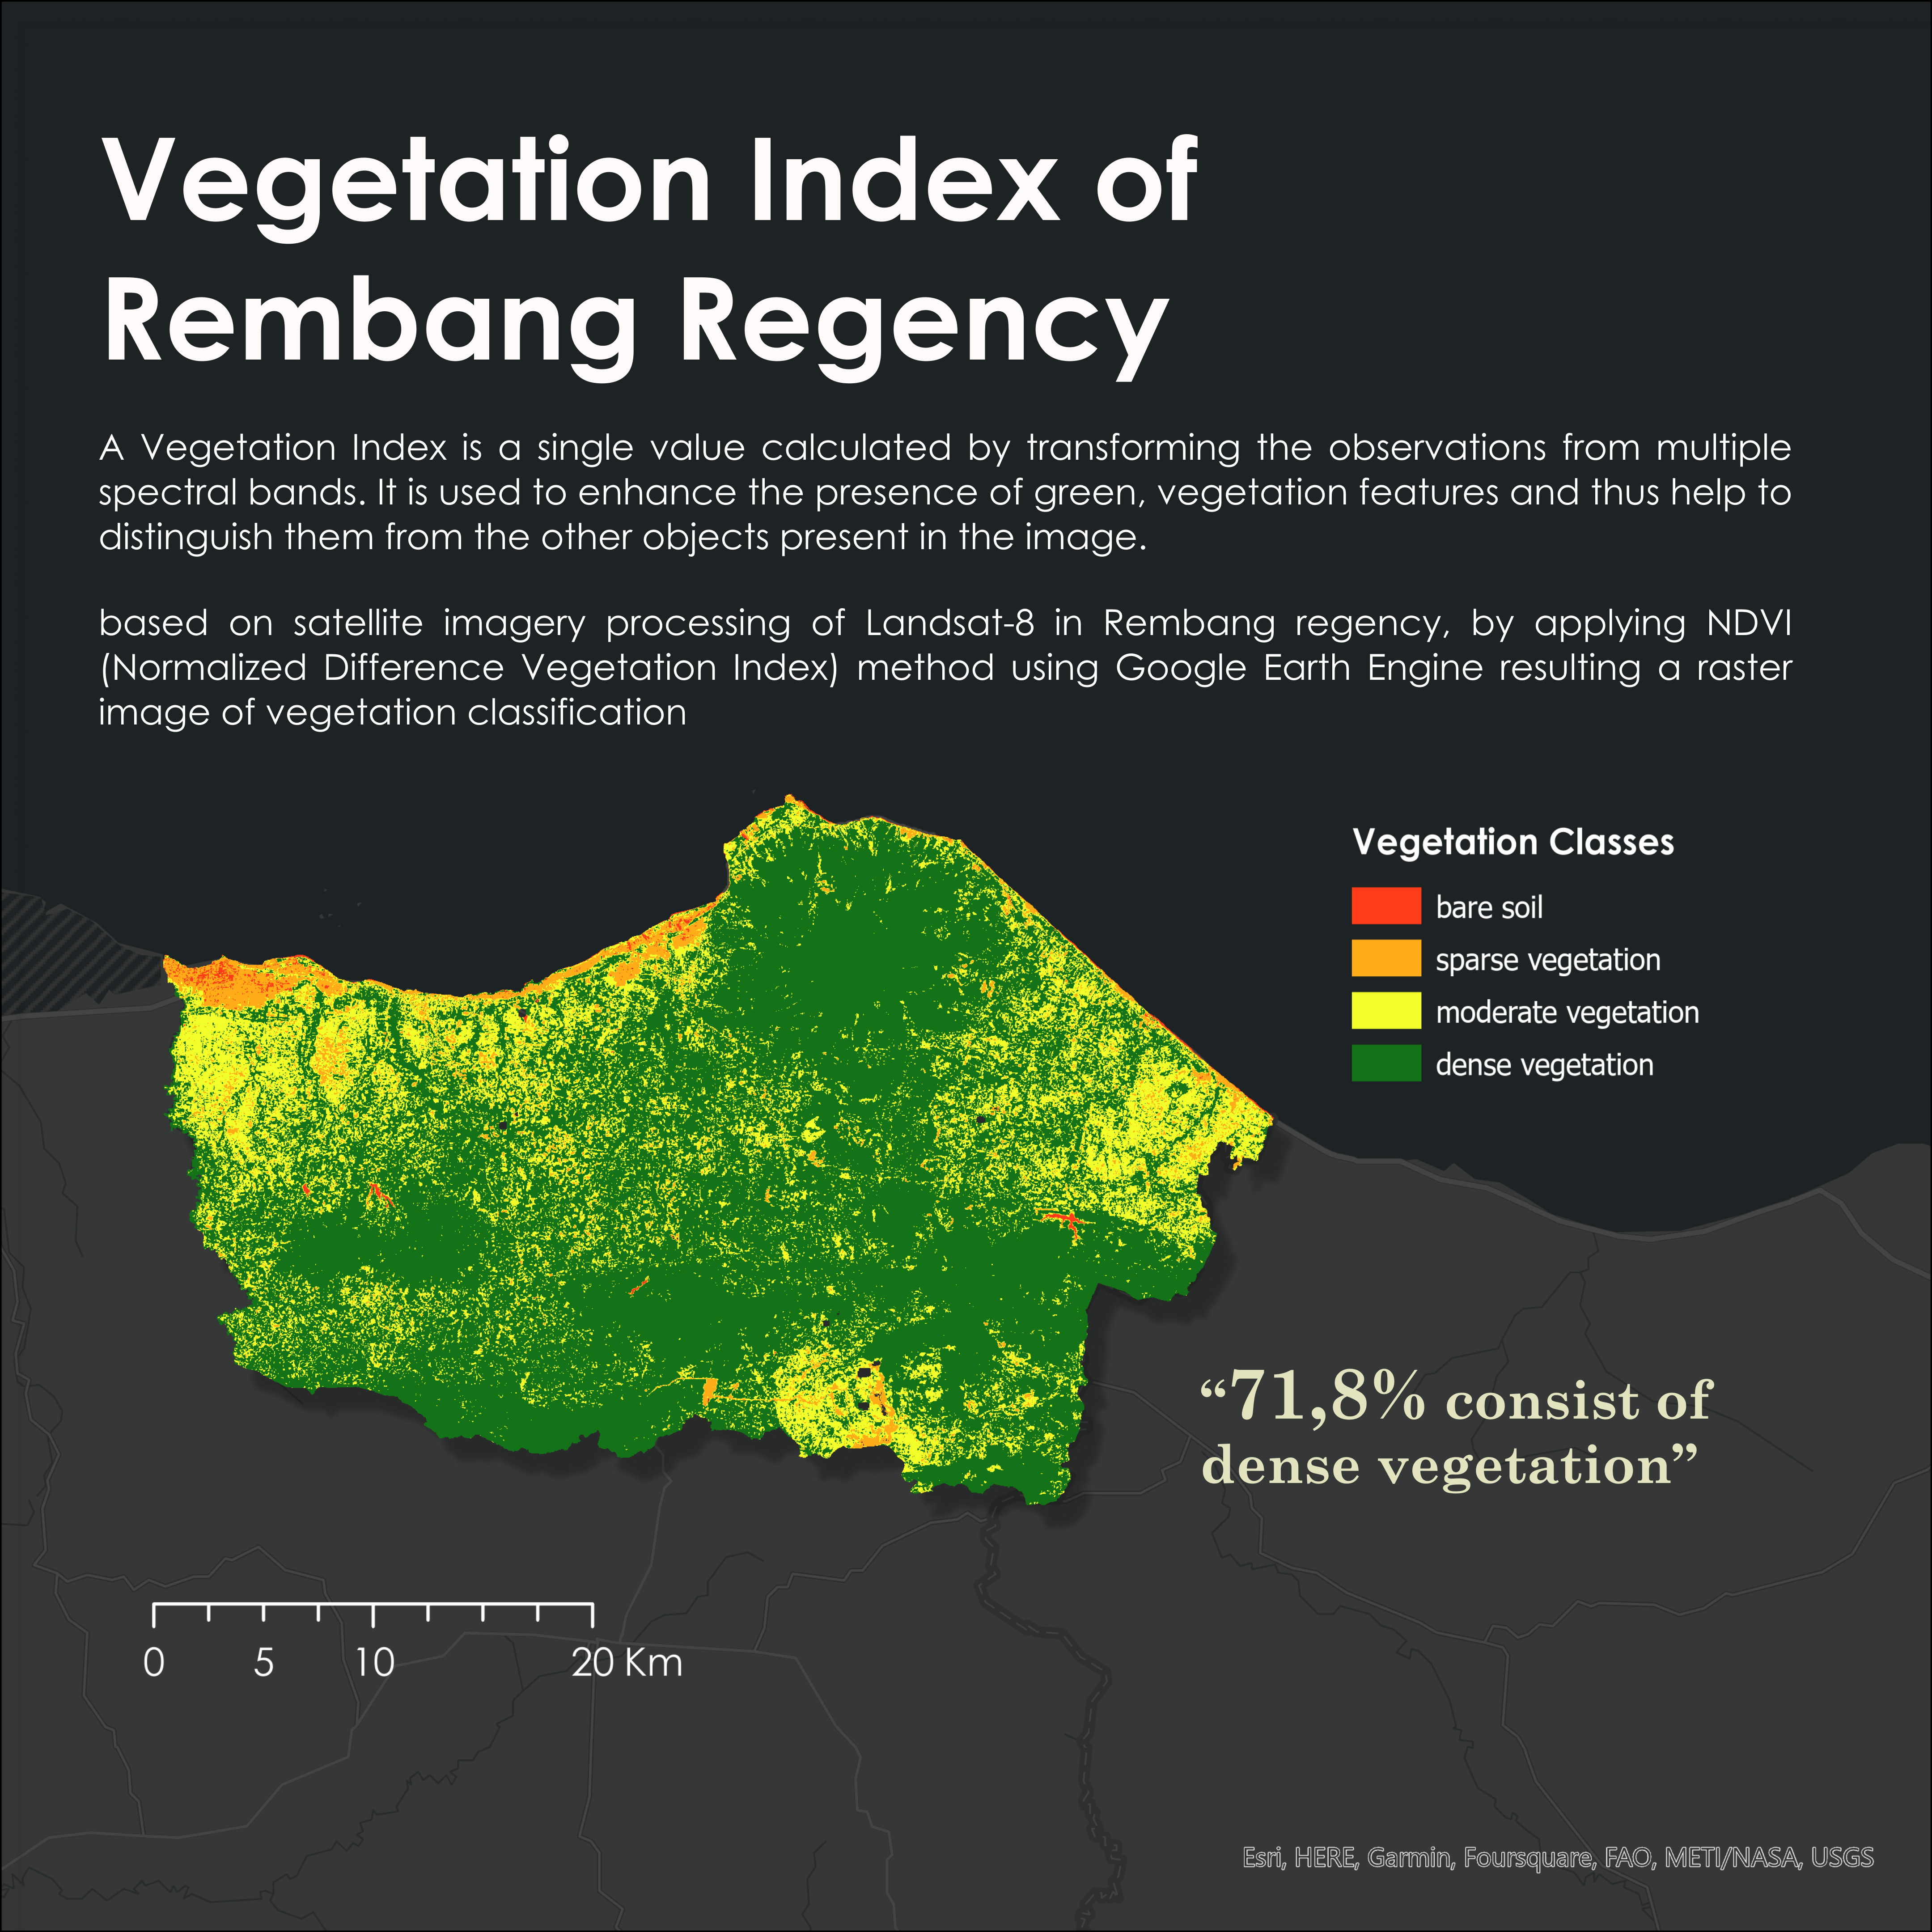 Vegetation Index of
Rembang Regency
A Vegetation Index is a single value calculated by transforming the observations from multiple
spectral bands. It is used to enhance the presence of green, vegetation features and thus help to
distinguish them from the other objects present in the image.
based on satellite imagery processing of Landsat-8 in Rembang regency, by applying NDVI
(Normalized Difference Vegetation Index) method using Google Earth Engine resulting a raster
image of vegetation classification
Vegetation Classes
bare soil
sparse vegetation
moderate vegetation
dense vegetation
“71,8% consist of
dense vegetation”
0 5 10 20 Km
Esri, HERE, Garmin, Foursquare, FAO, METI/NASA, USGS